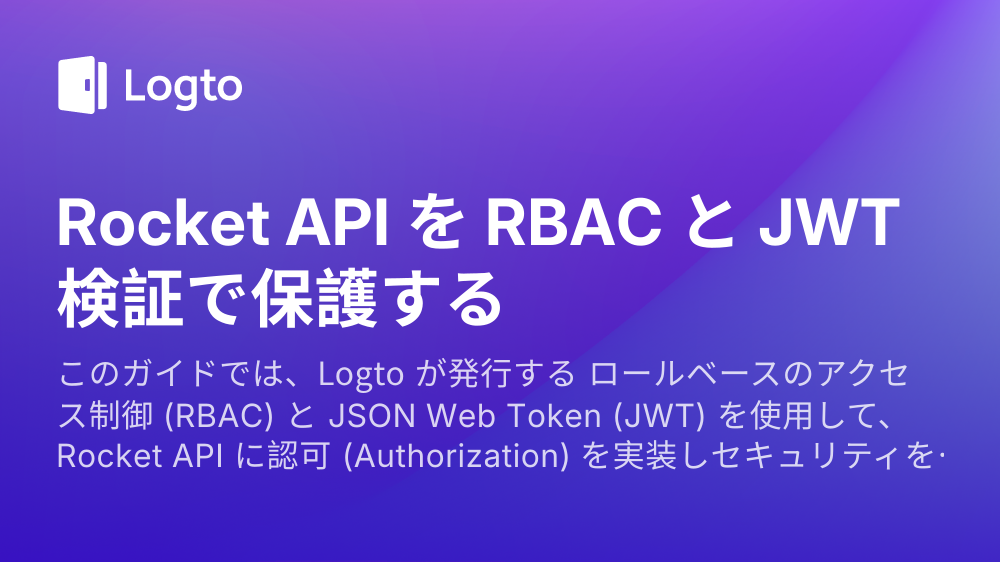 Logto
Rocket API を RBAC と JWT
検証で保護する
このガイドでは、Logto が発行する ロールベースのアクセ
ス制御 (RBAC) と JSON Web Token (JWT) を使用して、
Rocket API に認可 (Authorization) を実装しセキュリティを·